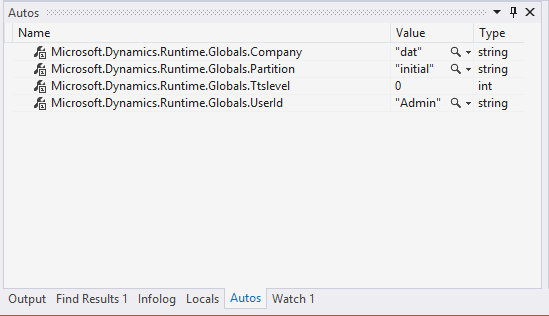 Autos
Name Value Type
Microsoft.Dynamics.Runtime.Globals.Company "dat" string
Microsoft.Dynamics.Runtime.Globals.Partition "initial" string
Microsoft.Dynamics.Runtime.Globals.Ttslevel 0 int
Microsoft.Dynamics.Runtime.Globals.UserId "Admin" string
Output Find Results 1 Infolog Locals Autos Watch 1